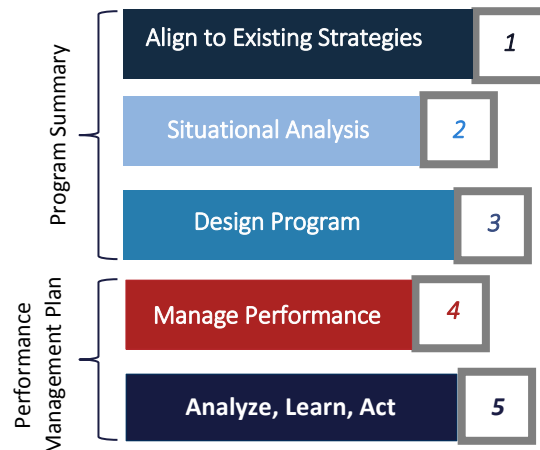 Program Summary
Align to Existing Strategies
1
Situational Analysis
2
Design Program
3
Performance
Management Plan
Manage Performance
4
Analyze, Learn, Act
5